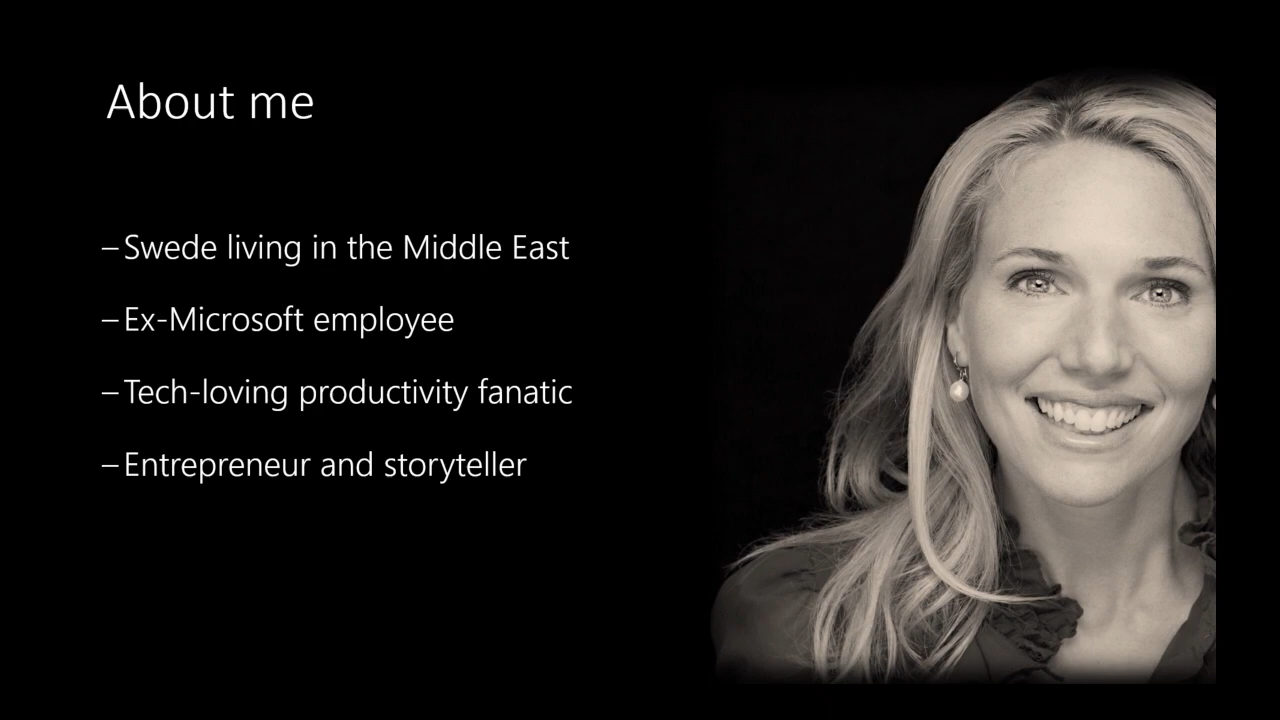 About me
– Swede living in the Middle East
– Ex-Microsoft employee
– Tech-loving productivity fanatic
– Entrepreneur and storyteller